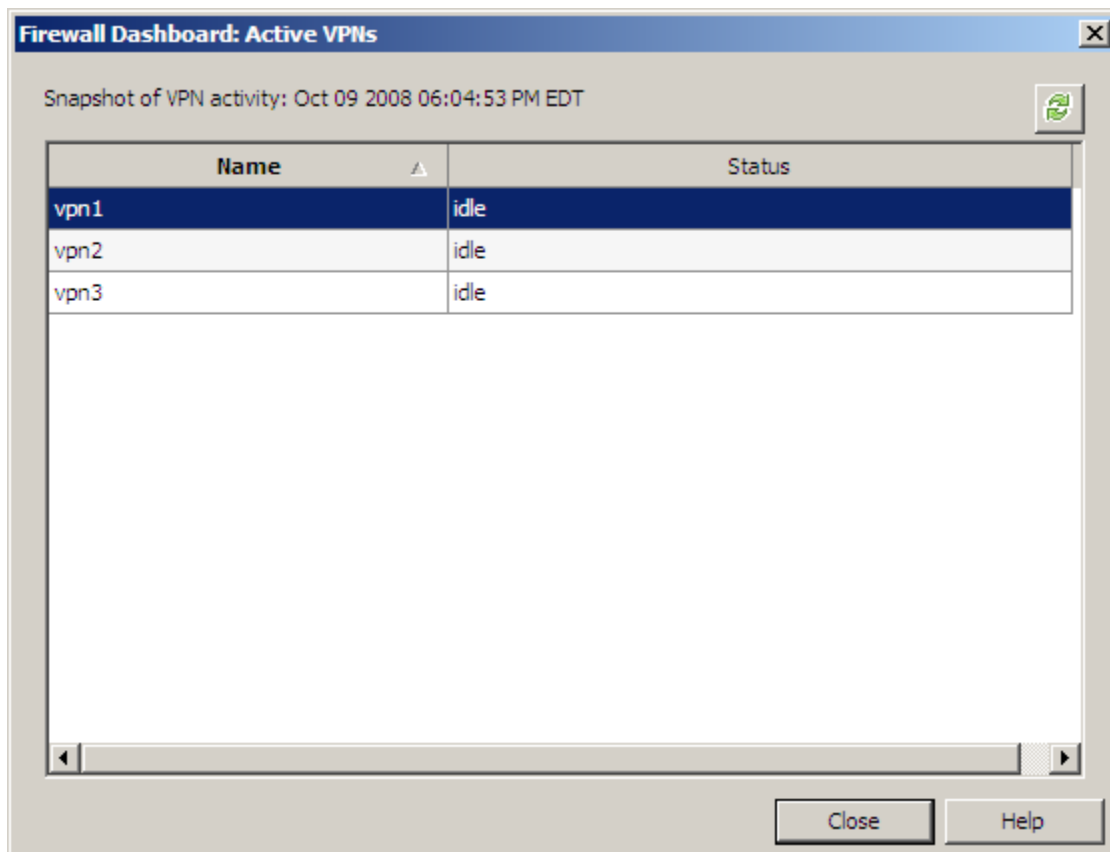 Firewall Dashboard: Active VPNs
Snapshot of VPN activity: Oct 09 2008 06:04:53 PM EDT
Name Status
vpn1 idle
vpn2 idle
vpn3 idle
Close Help